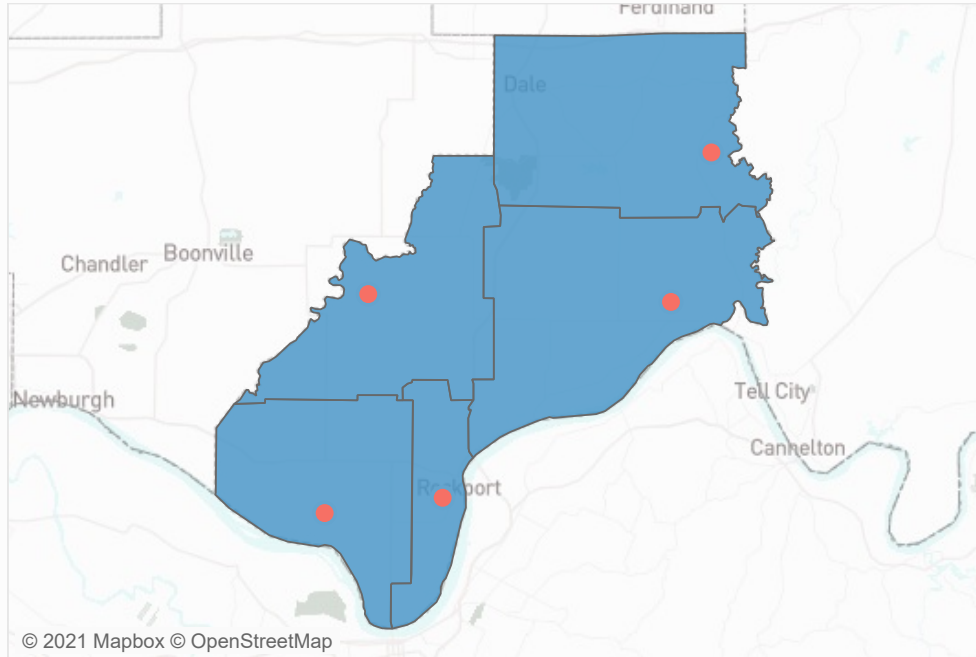 Ferdinand
Dale
Boonville
Chandler
Newburgh
Tell City
Cannelton
Rockport
© 2021 Mapbox © OpenStreetMap